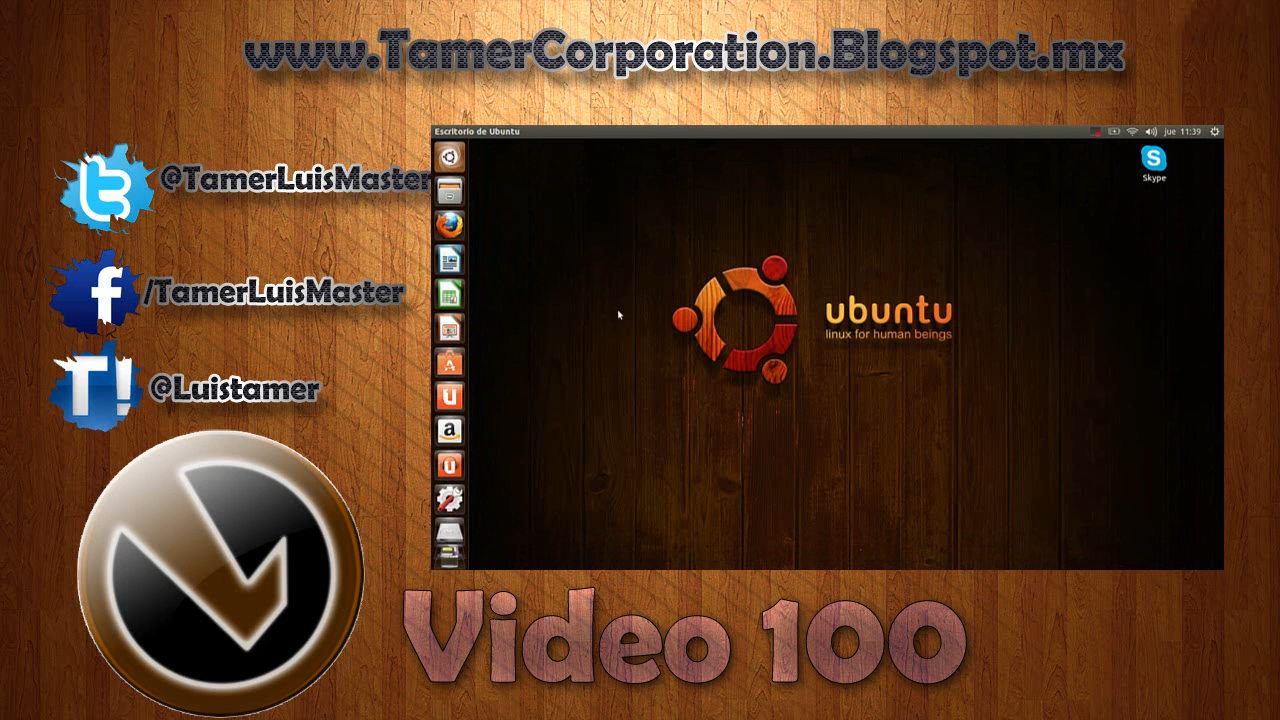 www.TamerCorporation.Blogspot.mx
Escritorio de Ubuntu
jue 11:39
Skype
@TamerLuisMaster
/TamerLuisMaster
@Luistamer
ubuntu
linux for human beings
Video 100